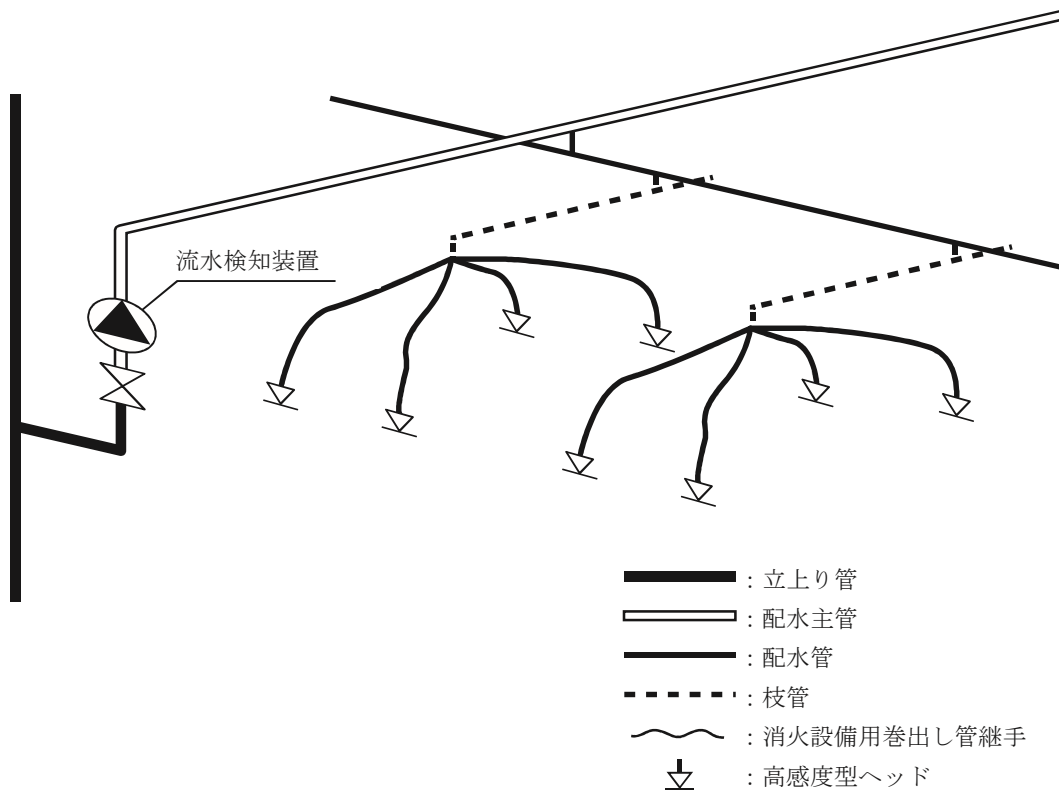 流水検知装置
：立上り管
：配水主管
：配水管
：枝管
：消火設備用巻出し管継手
：高感度型ヘッド